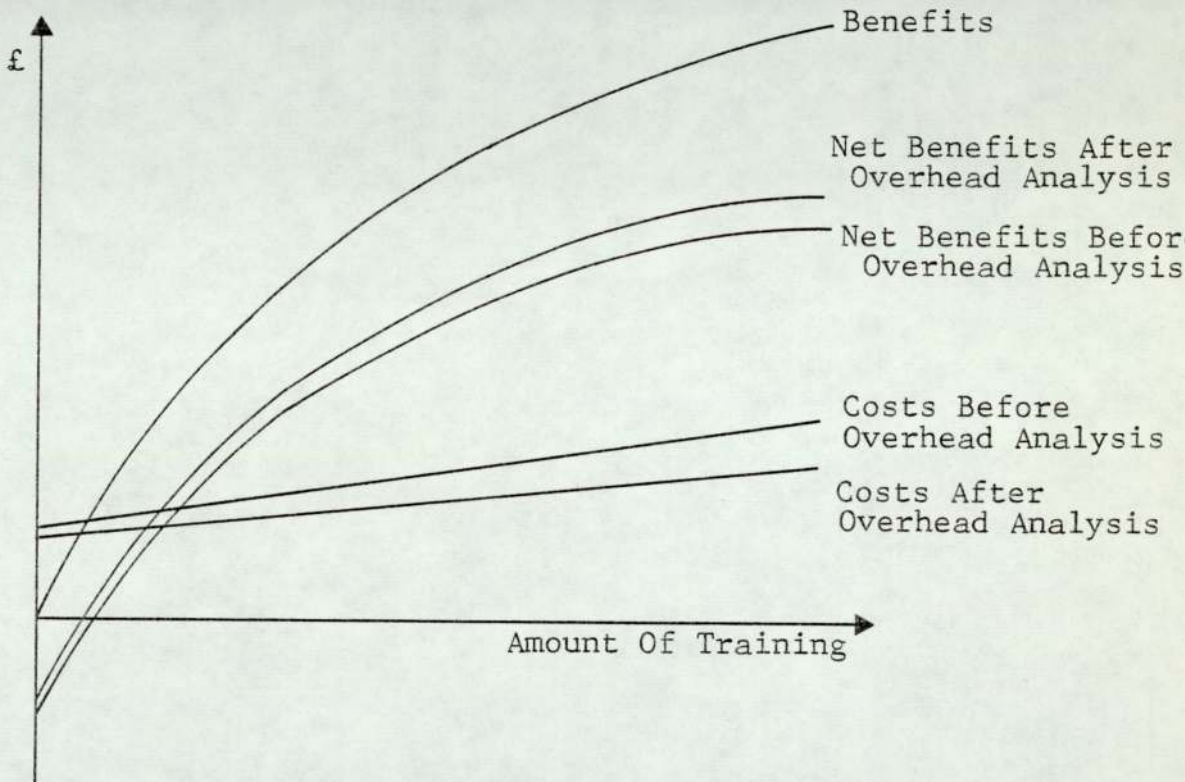 Benefits
£
Net Benefits After
Overhead Analysis
Net Benefits Befor
Overhead Analysis
Costs Before
Overhead Analysis
Costs After
Overhead Analysis
Amount Of Training